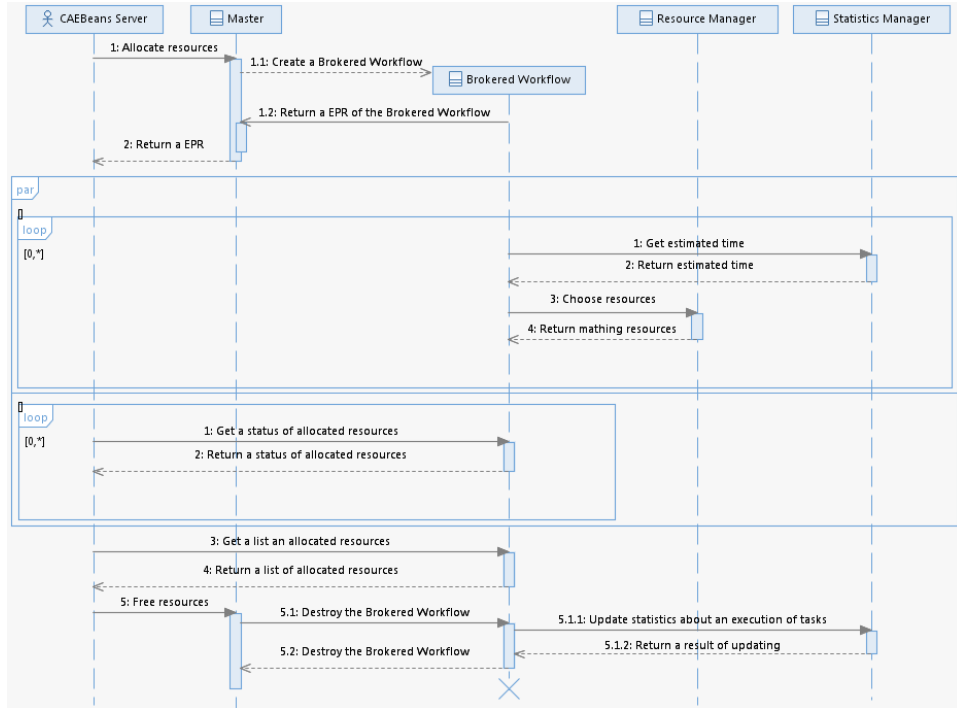 CAEBeans Server
Master
Resource Manager
Statistics Manager
1: Allocate resources
1.1: Create a Brokered Workflow
Brokered Workflow
1.2: Return a EPR of the Brokered Workflow
2: Return a EPR
par
[]
loop
[0,*]
1: Get estimated time
2: Return estimated time
3: Choose resources
4: Return mathing resources
[]
loop
[0,*]
1: Get a status of allocated resources
2: Return a status of allocated resources
3: Get a list an allocated resources
4: Return a list of allocated resources
5: Free resources
5.1: Destroy the Brokered Workflow
5.1.1: Update statistics about an execution of tasks
5.2: Destroy the Brokered Workflow
5.1.2: Return a result of updating